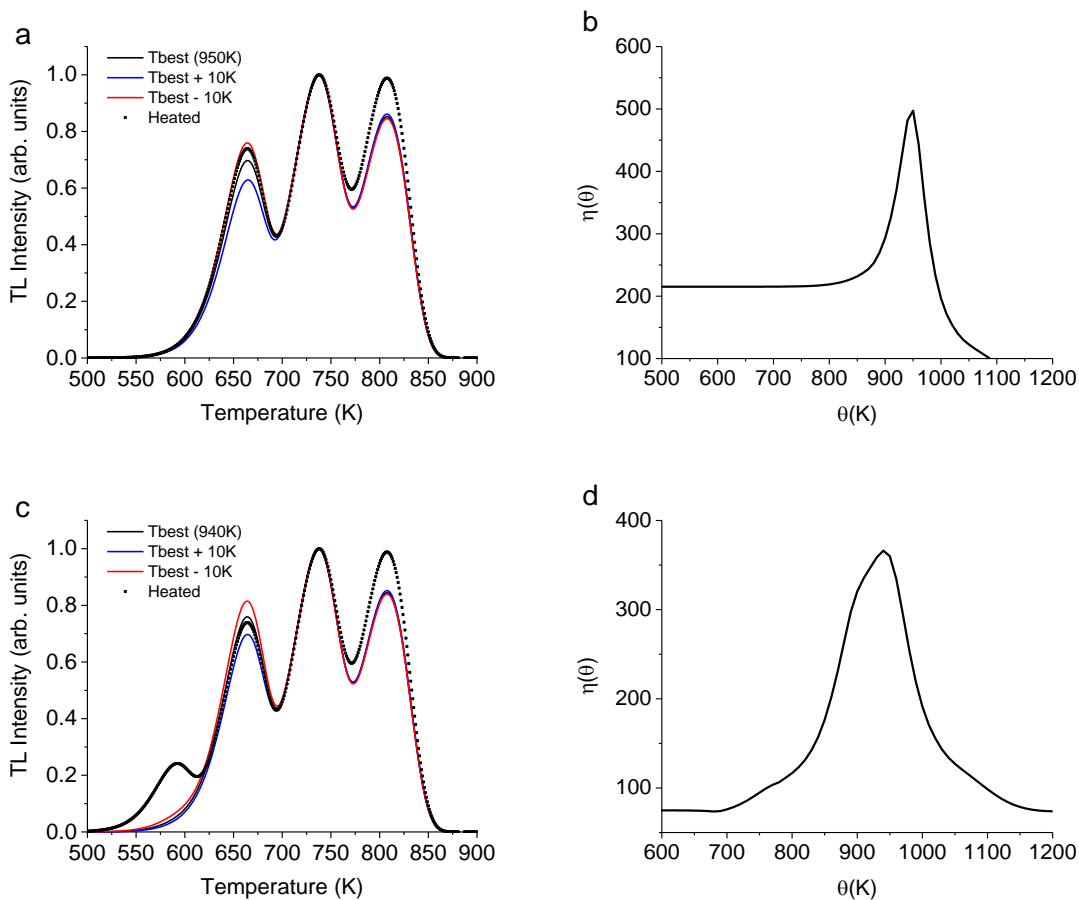 a
Tbest (950K)
Tbest + 10K
Tbest - 10K
Heated
TL Intensity (arb. units)
1.0
0.8
0.6
0.4
0.2
0.0
500 550 600 650 700 750 800 850 900
Temperature (K)
b
η(θ)
600
500
400
300
200
100
500 600 700 800 900 1000 1100 1200
θ(K)
c
Tbest (940K)
Tbest + 10K
Tbest - 10K
Heated
TL Intensity (arb. units)
1.0
0.8
0.6
0.4
0.2
0.0
500 550 600 650 700 750 800 850 900
Temperature (K)
d
η(θ)
400
300
200
100
600 700 800 900 1000 1100 1200
θ(K)